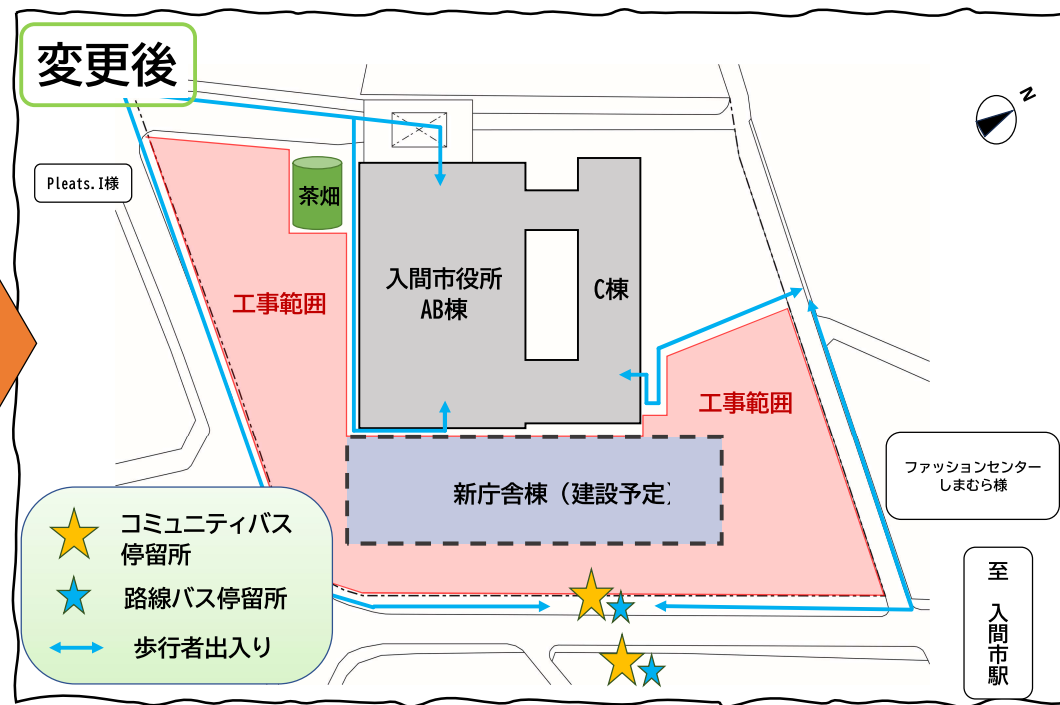 変更後
N
Pleats.I様
茶畑
入間市役所
AB棟
C棟
工事範囲
工事範囲
新庁舎棟（建設予定）
ファッションセンター
しまむら様
コミュニティバス
停留所
路線バス停留所
歩行者出入り
至 入間市駅